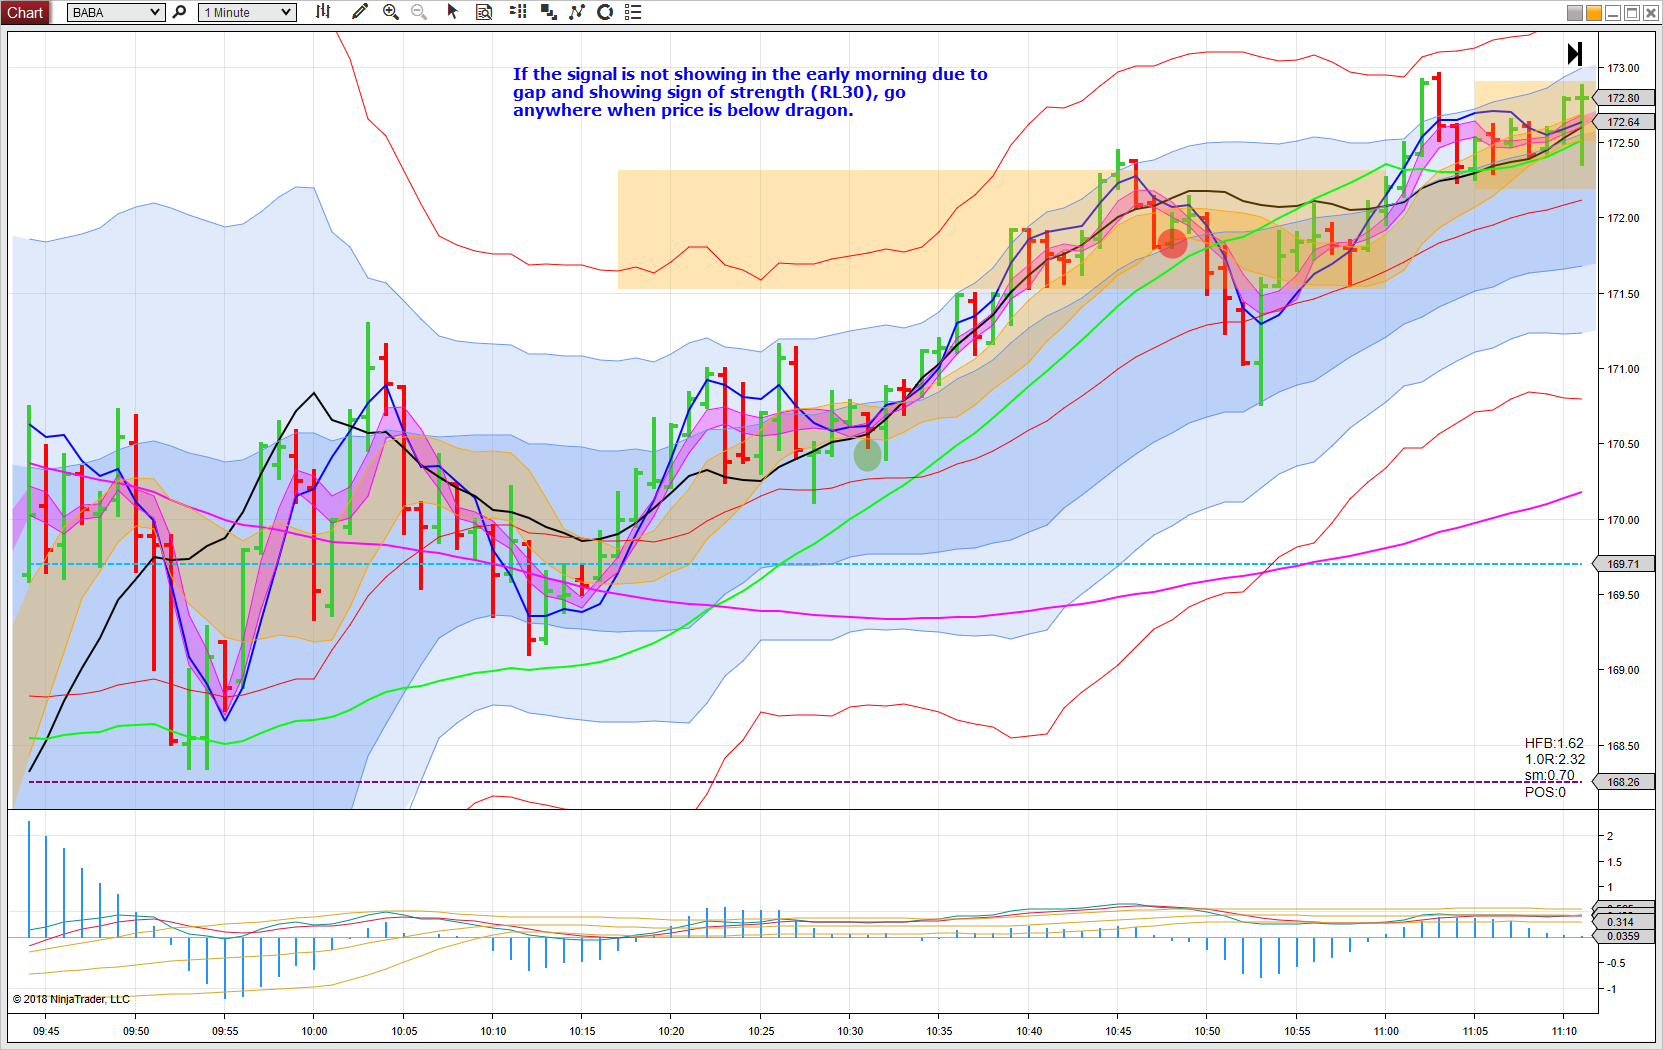 Chart
BABA
1 Minute
If the signal is not showing in the early morning due to
gap and showing sign of strength (RL30), go
anywhere when price is below dragon.
173.00
172.80
172.64
172.50
172.00
171.50
171.00
170.50
170.00
169.71
169.50
169.00
168.50
168.26
HFB:1.62
1.0R:2.32
sm:0.70
POS:0
2
1.5
1
0.314
0.0359
-0.5
-1
© 2018 NinjaTrader, LLC
09:45 09:50 09:55 10:00 10:05 10:10 10:15 10:20 10:25 10:30 10:35 10:40 10:45 10:50 10:55 11:00 11:05 11:10